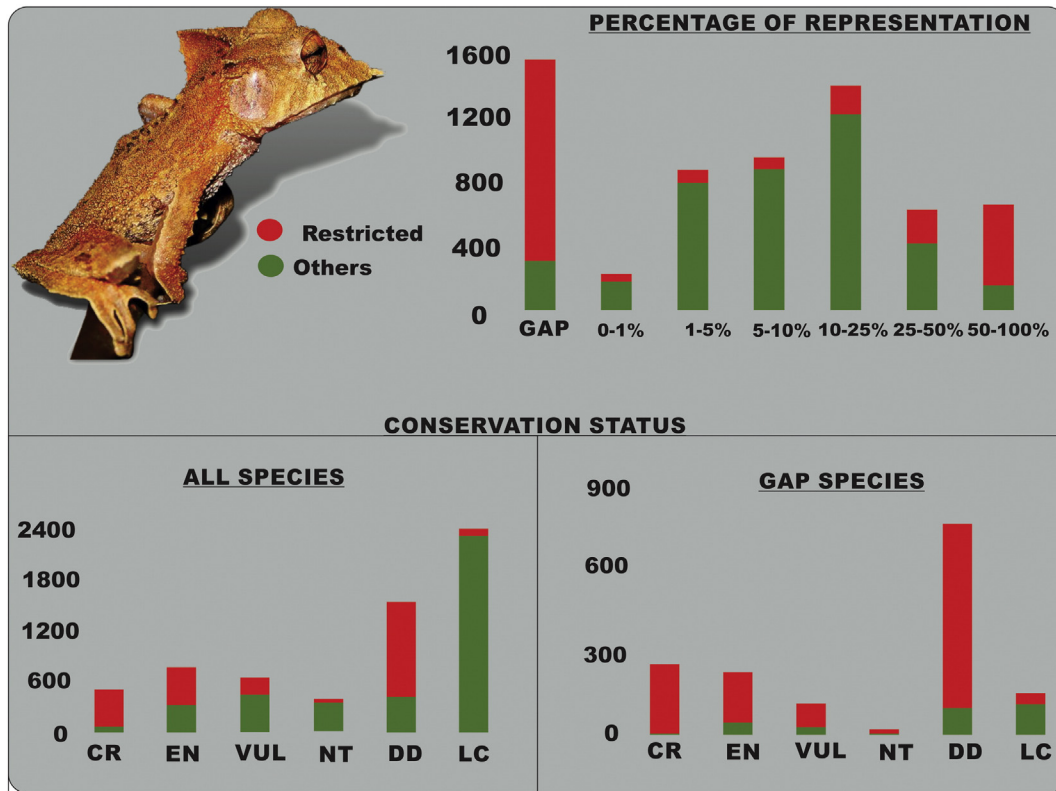 PERCENTAGE OF REPRESENTATION
1600
1200
800
400
0
Restricted
Others
GAP 0-1% 1-5% 5-10% 10-25% 25-50% 50-100%
CONSERVATION STATUS
ALL SPECIES
2400
1800
1200
600
0
CR EN VUL NT DD LC
GAP SPECIES
900
600
300
0
CR EN VUL NT DD LC